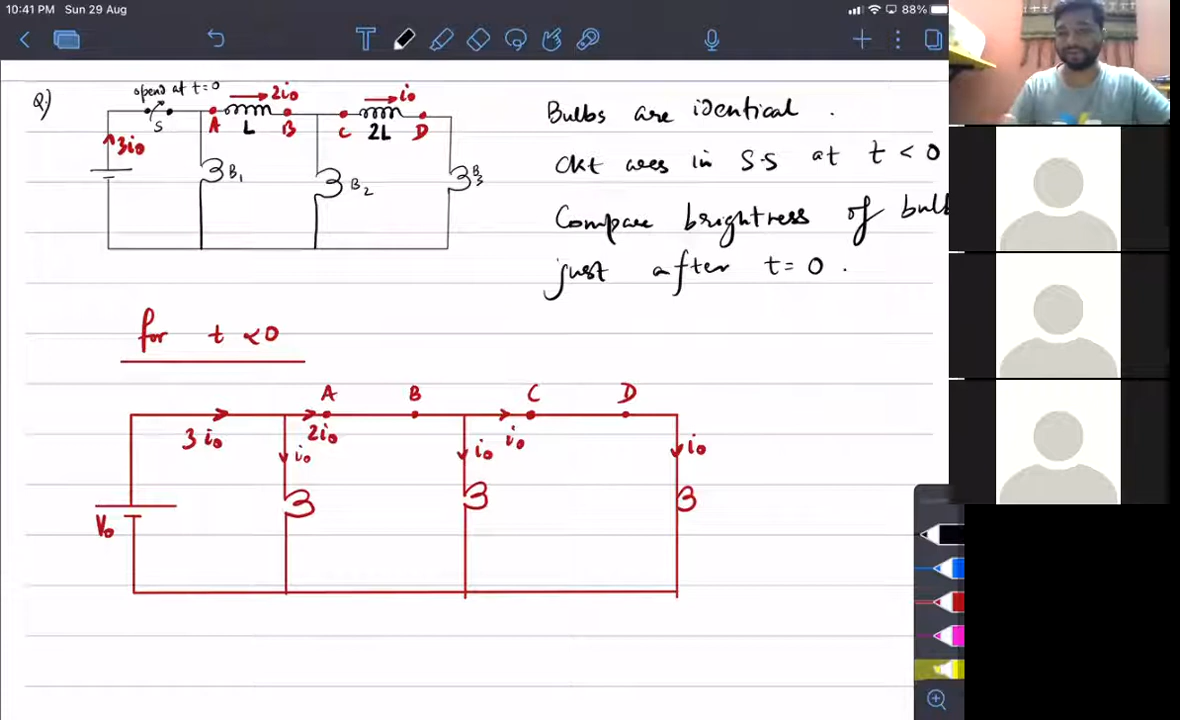 10:41 PM Sun 29 Aug
88%
T
Q.)
opend at t=0
S
2i₀
i₀
A
L
B
C
2L
D
3i₀
B₁
B₂
B₃
Bulbs are identical .
Ckt was in S.S at t < 0
Compare brightness of bulb
just after t = 0 .
for t < 0
A
B
C
D
3 i₀
2i₀
i₀
i₀
i₀
i₀
V₀